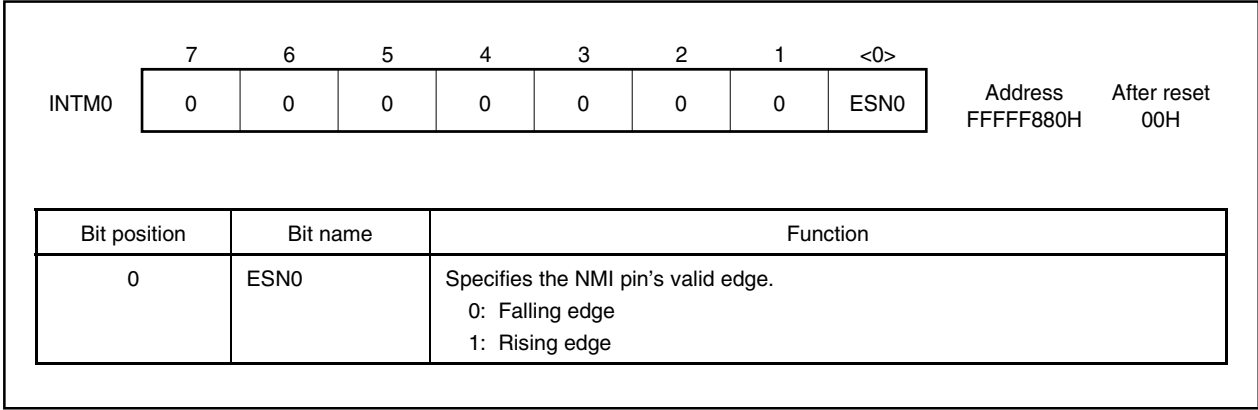 7 6 5 4 3 2 1 <0>
INTM0 0 0 0 0 0 0 0 ESN0 Address After reset
FFFFF880H 00H
Bit position Bit name Function
0 ESN0 Specifies the NMI pin's valid edge.
0: Falling edge
1: Rising edge